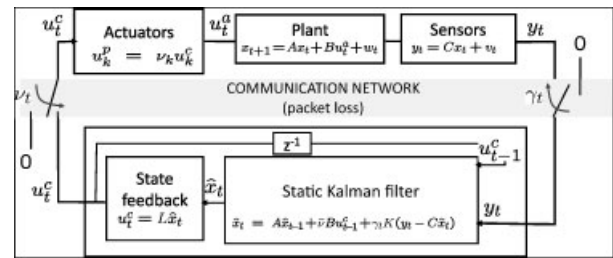 u_t^c
Actuators
u_k^p = ν_k u_k^c
u_t^a
Plant
x_{t+1}=Ax_t+Bu_t^a+w_t
Sensors
y_t=Cx_t+v_t
y_t
0
ν_t
COMMUNICATION NETWORK
(packet loss)
γ_t
0
z^{-1}
u_{t-1}^c
u_t^c
State
feedback
u_t^c = Lx̂_t
x̂_t
Static Kalman filter
x̂_t = Ax̂_{t-1}+ν̄Bu_{t-1}^c+γ_tK(y_t−Cx̂_t)
y_t